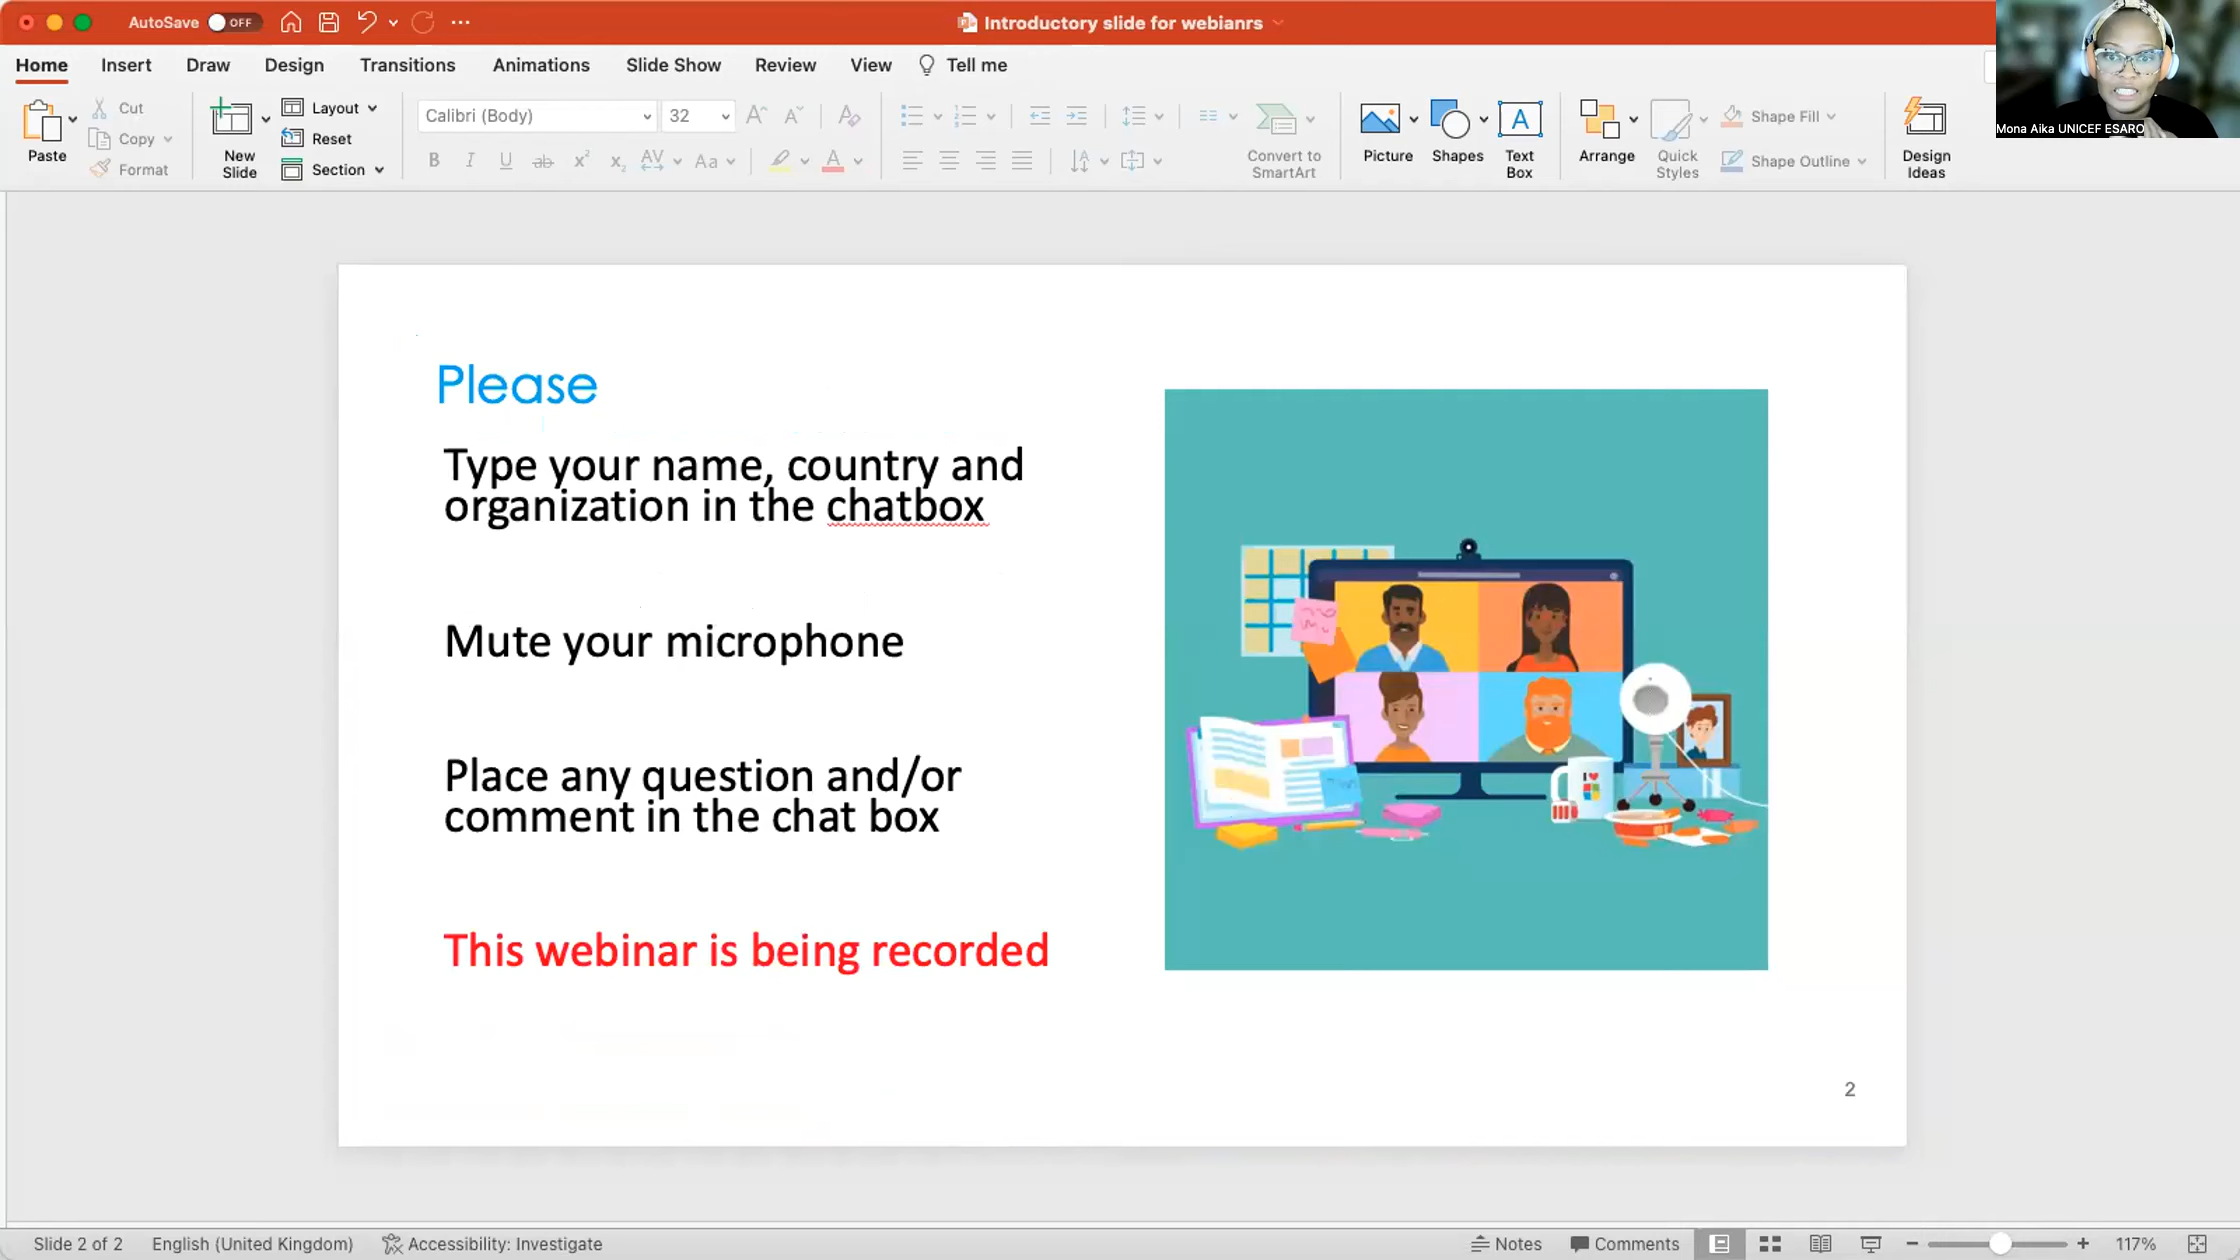 AutoSave OFF
Introductory slide for webianrs
Home Insert Draw Design Transitions Animations Slide Show Review View Tell me
Paste
Cut
Copy
Format
New
Slide
Layout
Reset
Section
Calibri (Body) 32
Convert to
SmartArt
Picture
Shapes
Text
Box
Arrange
Quick
Styles
Shape Fill
Shape Outline
Design
Ideas
Mona Aika UNICEF ESARO
Please
Type your name, country and
organization in the chatbox
Mute your microphone
Place any question and/or
comment in the chat box
This webinar is being recorded
2
Slide 2 of 2 English (United Kingdom) Accessibility: Investigate Notes Comments 117%